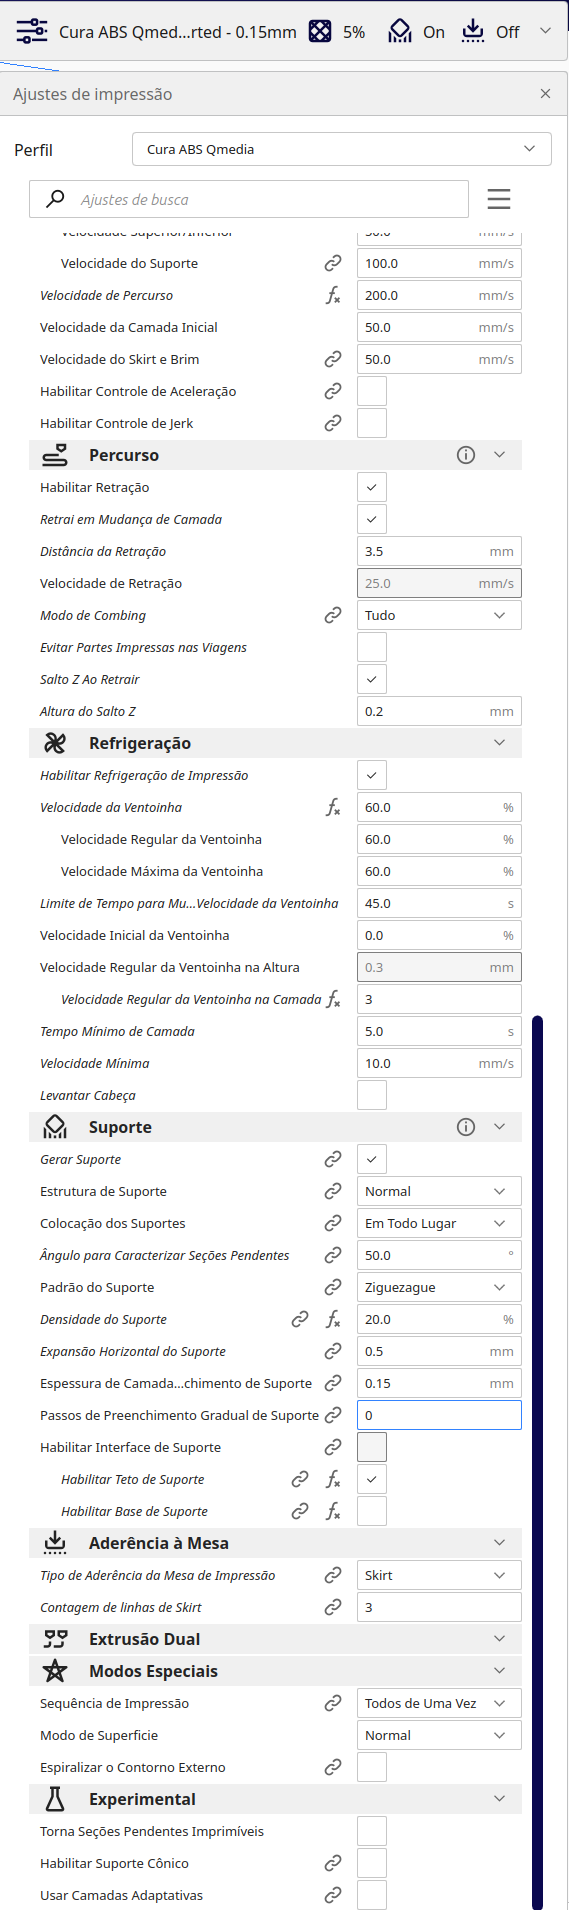 Cura ABS Qmed...rted - 0.15mm 5% On Off
Ajustes de impressão
Perfil Cura ABS Qmedia
Ajustes de busca
Velocidade Superior/Inferior 50.0 mm/s
Velocidade do Suporte 100.0 mm/s
Velocidade de Percurso 200.0 mm/s
Velocidade da Camada Inicial 50.0 mm/s
Velocidade do Skirt e Brim 50.0 mm/s
Habilitar Controle de Aceleração
Habilitar Controle de Jerk
Percurso
Habilitar Retração
Retrai em Mudança de Camada
Distância da Retração 3.5 mm
Velocidade de Retração 25.0 mm/s
Modo de Combing Tudo
Evitar Partes Impressas nas Viagens
Salto Z Ao Retrair
Altura do Salto Z 0.2 mm
Refrigeração
Habilitar Refrigeração de Impressão
Velocidade da Ventoinha 60.0 %
Velocidade Regular da Ventoinha 60.0 %
Velocidade Máxima da Ventoinha 60.0 %
Limite de Tempo para Mu...Velocidade da Ventoinha 45.0 s
Velocidade Inicial da Ventoinha 0.0 %
Velocidade Regular da Ventoinha na Altura 0.3 mm
Velocidade Regular da Ventoinha na Camada 3
Tempo Mínimo de Camada 5.0 s
Velocidade Mínima 10.0 mm/s
Levantar Cabeça
Suporte
Gerar Suporte
Estrutura de Suporte Normal
Colocação dos Suportes Em Todo Lugar
Ângulo para Caracterizar Seções Pendentes 50.0 °
Padrão do Suporte Ziguezague
Densidade do Suporte 20.0 %
Expansão Horizontal do Suporte 0.5 mm
Espessura de Camada...chimento de Suporte 0.15 mm
Passos de Preenchimento Gradual de Suporte 0
Habilitar Interface de Suporte
Habilitar Teto de Suporte
Habilitar Base de Suporte
Aderência à Mesa
Tipo de Aderência da Mesa de Impressão Skirt
Contagem de linhas de Skirt 3
Extrusão Dual
Modos Especiais
Sequência de Impressão Todos de Uma Vez
Modo de Superficie Normal
Espiralizar o Contorno Externo
Experimental
Torna Seções Pendentes Imprimíveis
Habilitar Suporte Cônico
Usar Camadas Adaptativas